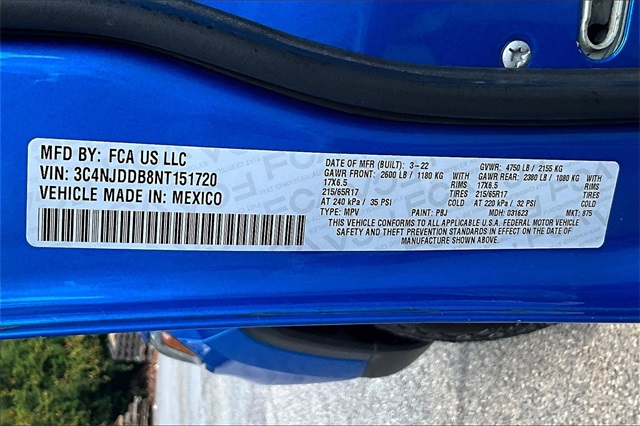 MFD BY: FCA US LLC
VIN: 3C4NJDDB8NT151720
VEHICLE MADE IN: MEXICO
DATE OF MFR (BUILT): 3-22 GVWR: 4750 LB/ 2155 KG
GAWR FRONT: 2600 LB/ 1180 KG WITH GAWR REAR: 2380 LB/ 1080 KG WITH
17X6.5 RIMS 17X6.5 RIMS
215/65R17 TIRES 215/65R17 TIRES
AT 240 kPa / 35 PSI COLD AT 220 kPa / 32 PSI COLD
TYPE: MPV PAINT: PBJ MDH: 031623 MKT: 875
THIS VEHICLE CONFORMS TO ALL APPLICABLE U.S.A. FEDERAL MOTOR VEHICLE
SAFETY AND THEFT PREVENTION STANDARDS IN EFFECT ON THE DATE OF
MANUFACTURE SHOWN ABOVE.